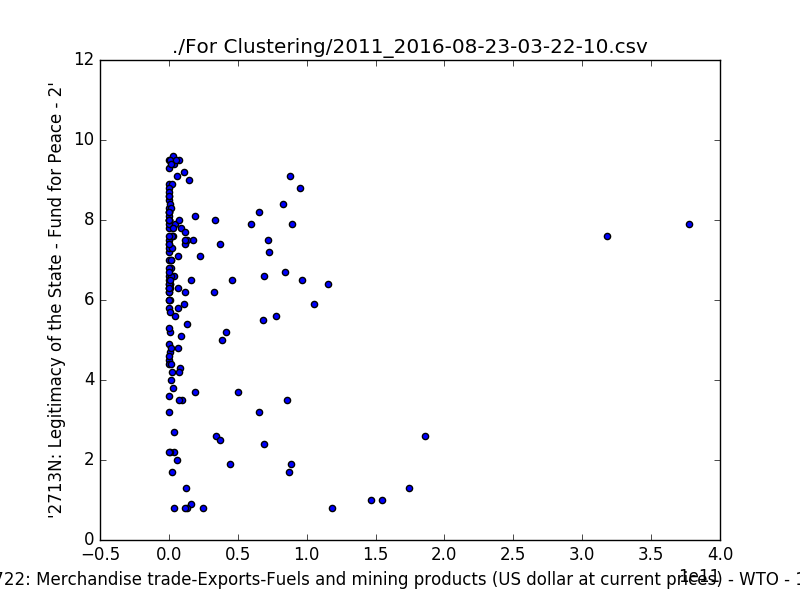 ./For Clustering/2011_2016-08-23-03-22-10.csv
'2713N: Legitimacy of the State - Fund for Peace - 2'
12
10
8
6
4
2
0
−0.5 0.0 0.5 1.0 1.5 2.0 2.5 3.0 3.5 4.0
1e11
722: Merchandise trade-Exports-Fuels and mining products (US dollar at current prices) - WTO - 1